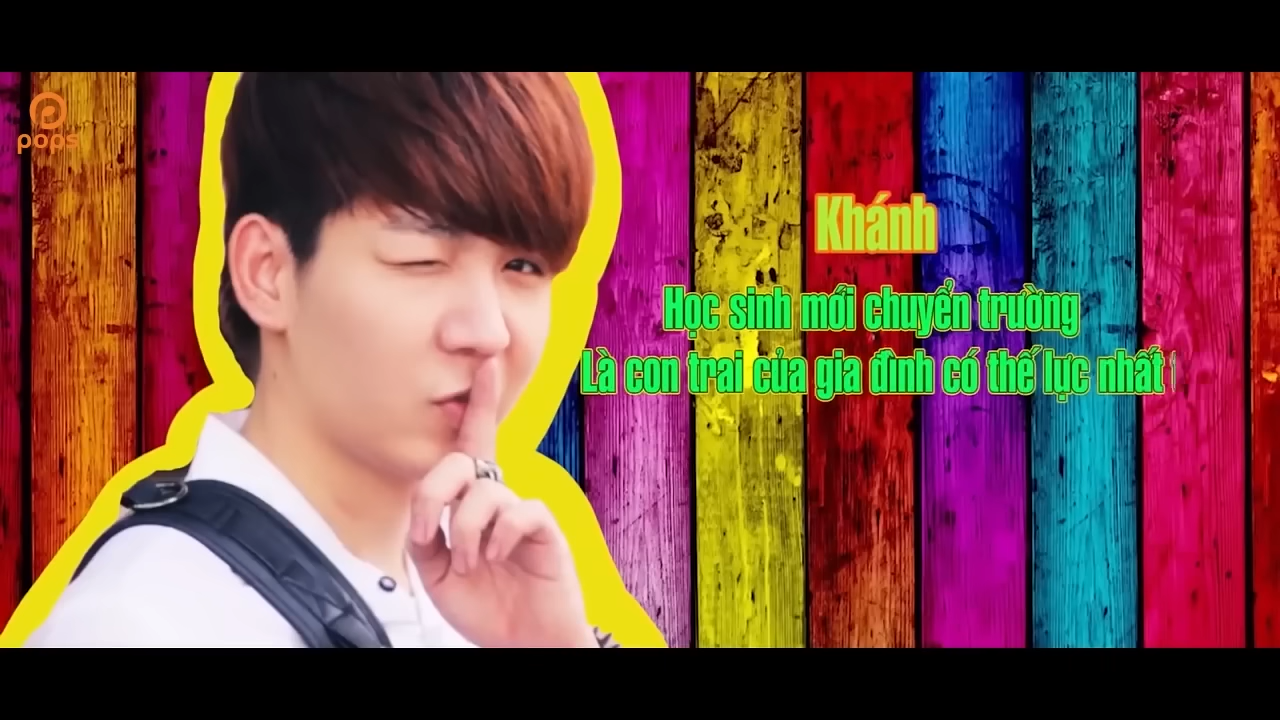 pops
Khánh
Học sinh mới chuyển trường
Là con trai của gia đình có thế lực nhất